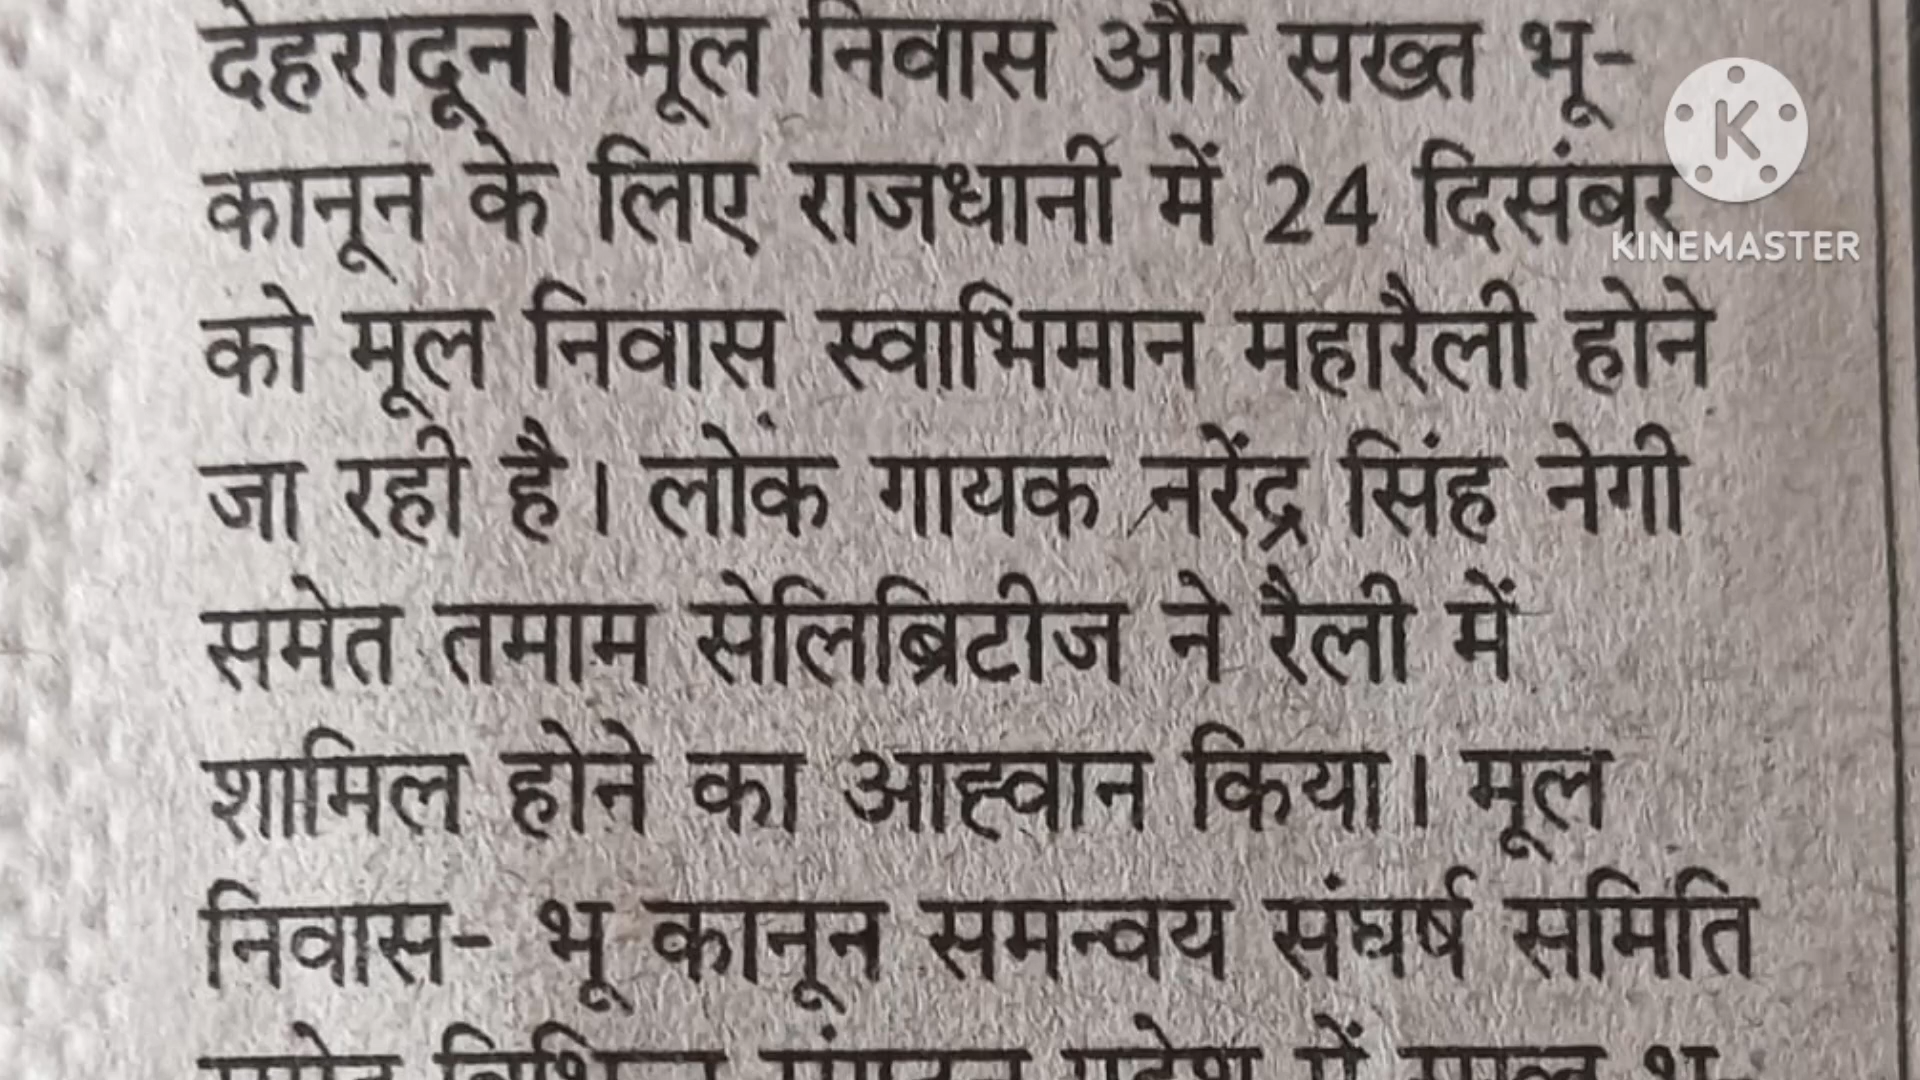 देहरादून। मूल निवास और सख्त भू-
कानून के लिए राजधानी में 24 दिसंबर
को मूल निवास स्वाभिमान महारैली होने
जा रही है। लोक गायक नरेंद्र सिंह नेगी
समेत तमाम सेलिब्रिटीज ने रैली में
शामिल होने का आह्वान किया। मूल
निवास- भू कानून समन्वय संघर्ष समिति
K
KINEMASTER